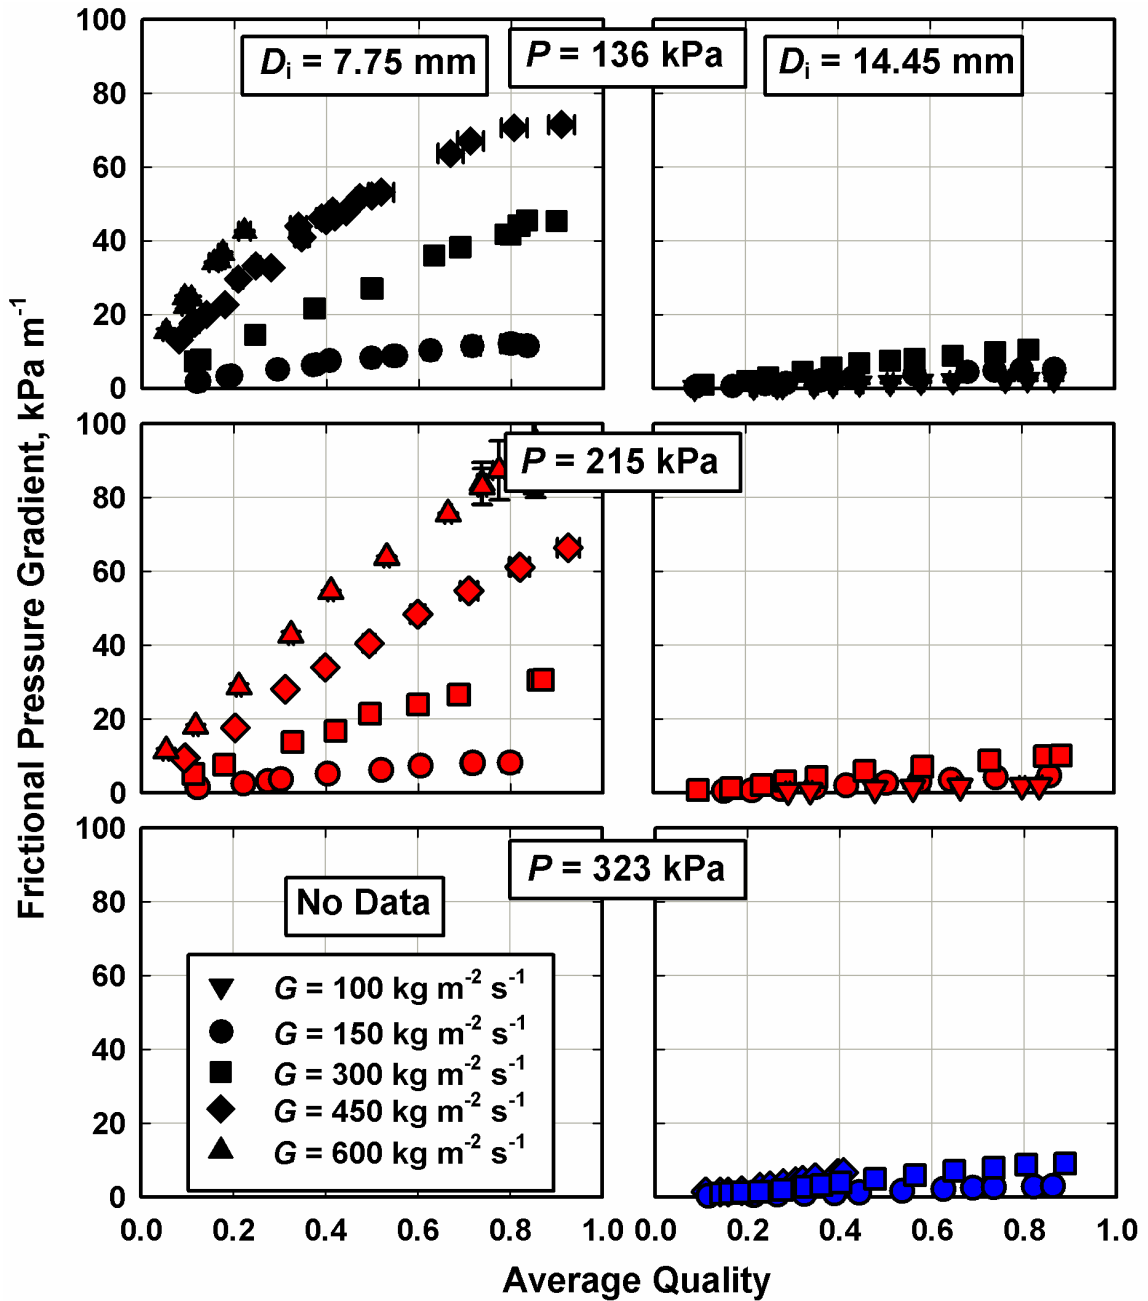 100
80
60
40
20
0
D_i = 7.75 mm
P = 136 kPa
D_i = 14.45 mm
100
80
60
40
20
0
P = 215 kPa
100
80
60
40
20
0
P = 323 kPa
No Data
G = 100 kg m^-2 s^-1
G = 150 kg m^-2 s^-1
G = 300 kg m^-2 s^-1
G = 450 kg m^-2 s^-1
G = 600 kg m^-2 s^-1
0.0 0.2 0.4 0.6 0.8 1.0 0.2 0.4 0.6 0.8 1.0
Average Quality
Frictional Pressure Gradient, kPa m^-1